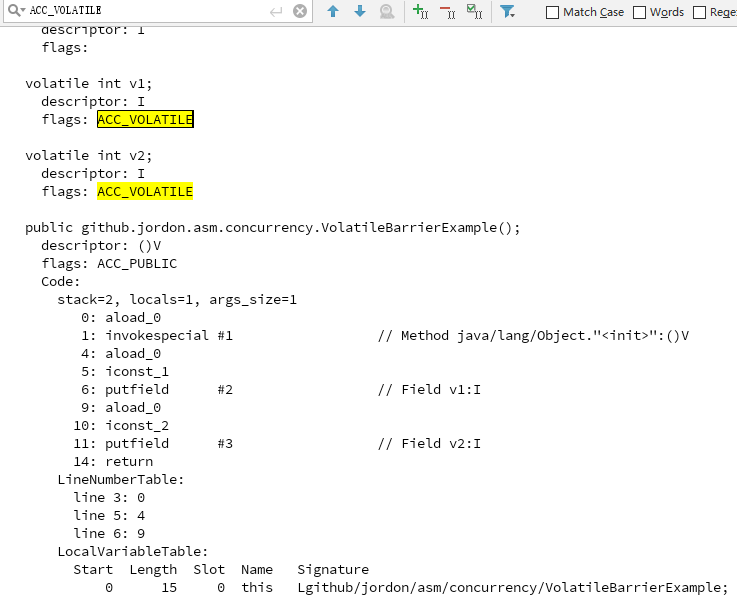 ACC_VOLATILE
Match Case
Words
Rege
descriptor: I
flags:
volatile int v1;
descriptor: I
flags: ACC_VOLATILE
volatile int v2;
descriptor: I
flags: ACC_VOLATILE
public github.jordon.asm.concurrency.VolatileBarrierExample();
descriptor: ()V
flags: ACC_PUBLIC
Code:
stack=2, locals=1, args_size=1
0: aload_0
1: invokespecial #1 // Method java/lang/Object."<init>":()V
4: aload_0
5: iconst_1
6: putfield #2 // Field v1:I
9: aload_0
10: iconst_2
11: putfield #3 // Field v2:I
14: return
LineNumberTable:
line 3: 0
line 5: 4
line 6: 9
LocalVariableTable:
Start Length Slot Name Signature
0 15 0 this Lgithub/jordon/asm/concurrency/VolatileBarrierExample;